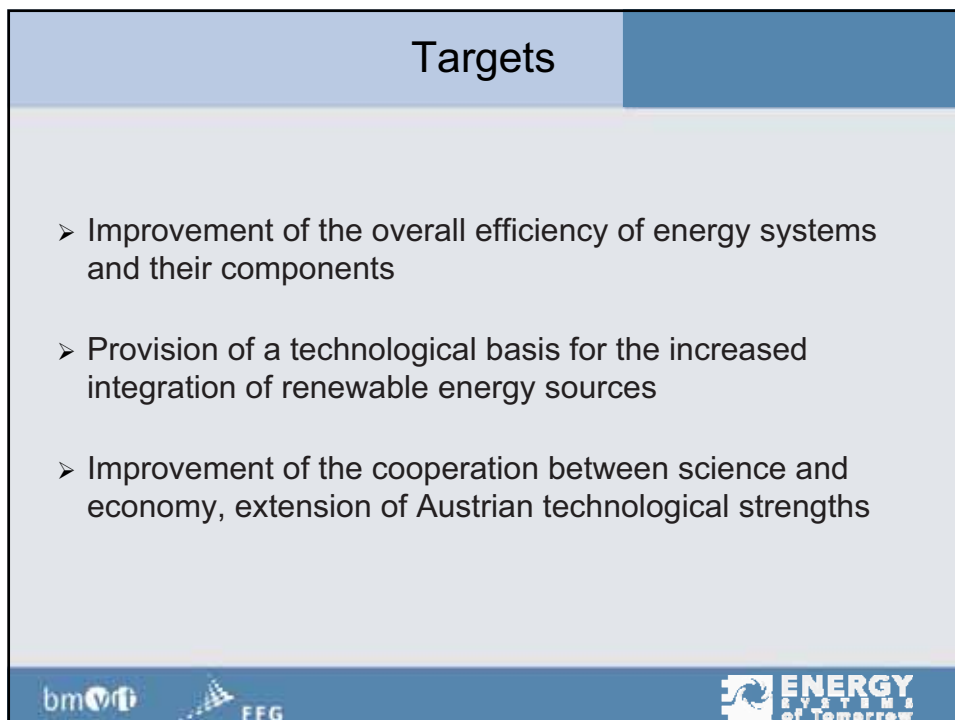 Targets
➢ Improvement of the overall efficiency of energy systems
and their components
➢ Provision of a technological basis for the increased
integration of renewable energy sources
➢ Improvement of the cooperation between science and
economy, extension of Austrian technological strengths
bmvit
FFG
ENERGY
SYSTEMS
of Tomorrow